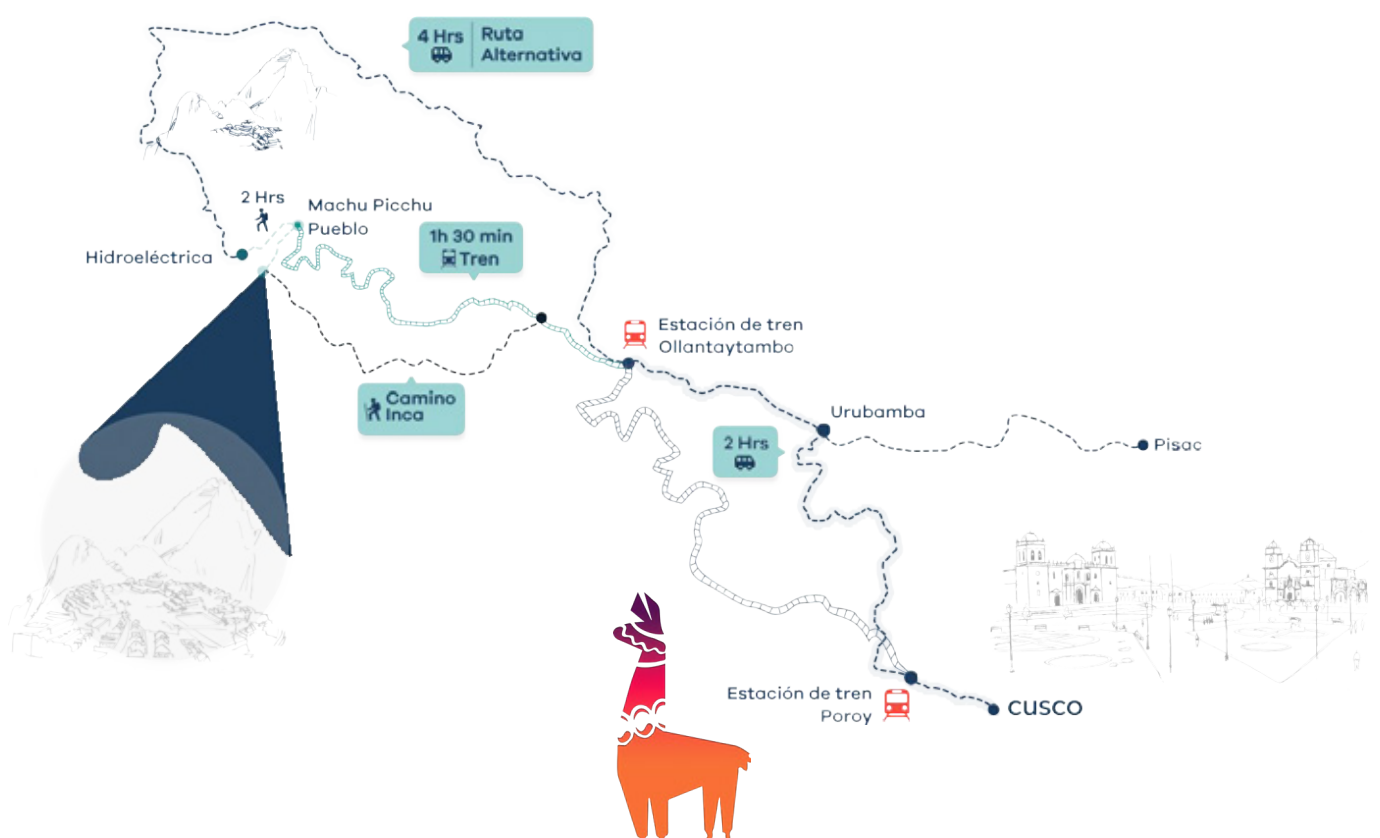 4 Hrs
Ruta
Alternativa
2 Hrs
Machu Picchu
Pueblo
1h 30 min
Tren
Hidroeléctrica
Estación de tren
Ollantaytambo
Camino
Inca
Urubamba
2 Hrs
Pisac
Estación de tren
Poroy
CUSCO